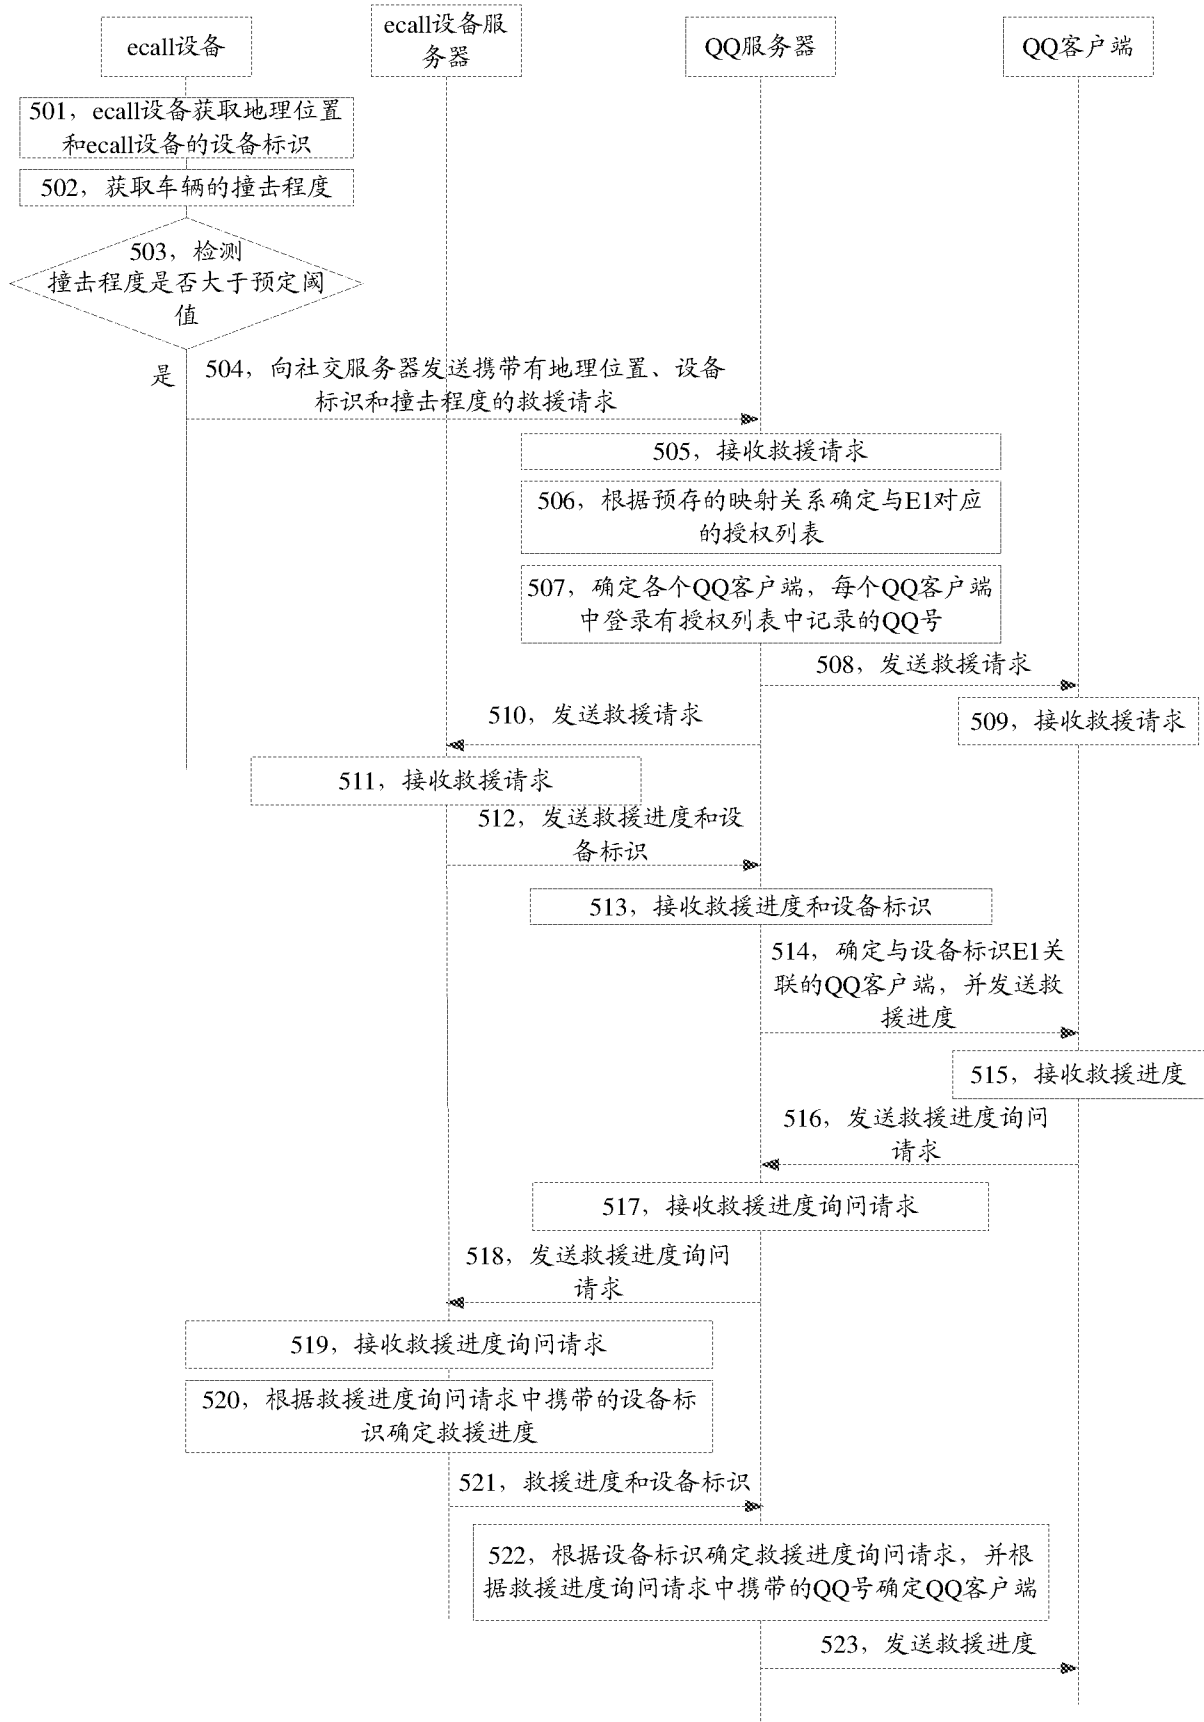 ecall设备
ecall设备服
务器
QQ服务器
QQ客户端
501，ecall设备获取地理位置
和ecall设备的设备标识
502，获取车辆的撞击程度
503，检测
撞击程度是否大于预定阈
值
是
504，向社交服务器发送携带有地理位置、设备
标识和撞击程度的救援请求
505，接收救援请求
506，根据预存的映射关系确定与E1对应
的授权列表
507，确定各个QQ客户端，每个QQ客户端
中登录有授权列表中记录的QQ号
508，发送救援请求
509，接收救援请求
510，发送救援请求
511，接收救援请求
512，发送救援进度和设
备标识
513，接收救援进度和设备标识
514，确定与设备标识E1关
联的QQ客户端，并发送救
援进度
515，接收救援进度
516，发送救援进度询问
请求
517，接收救援进度询问请求
518，发送救援进度询问
请求
519，接收救援进度询问请求
520，根据救援进度询问请求中携带的设备标
识确定救援进度
521，救援进度和设备标识
522，根据设备标识确定救援进度询问请求，并根
据救援进度询问请求中携带的QQ号确定QQ客户端
523，发送救援进度